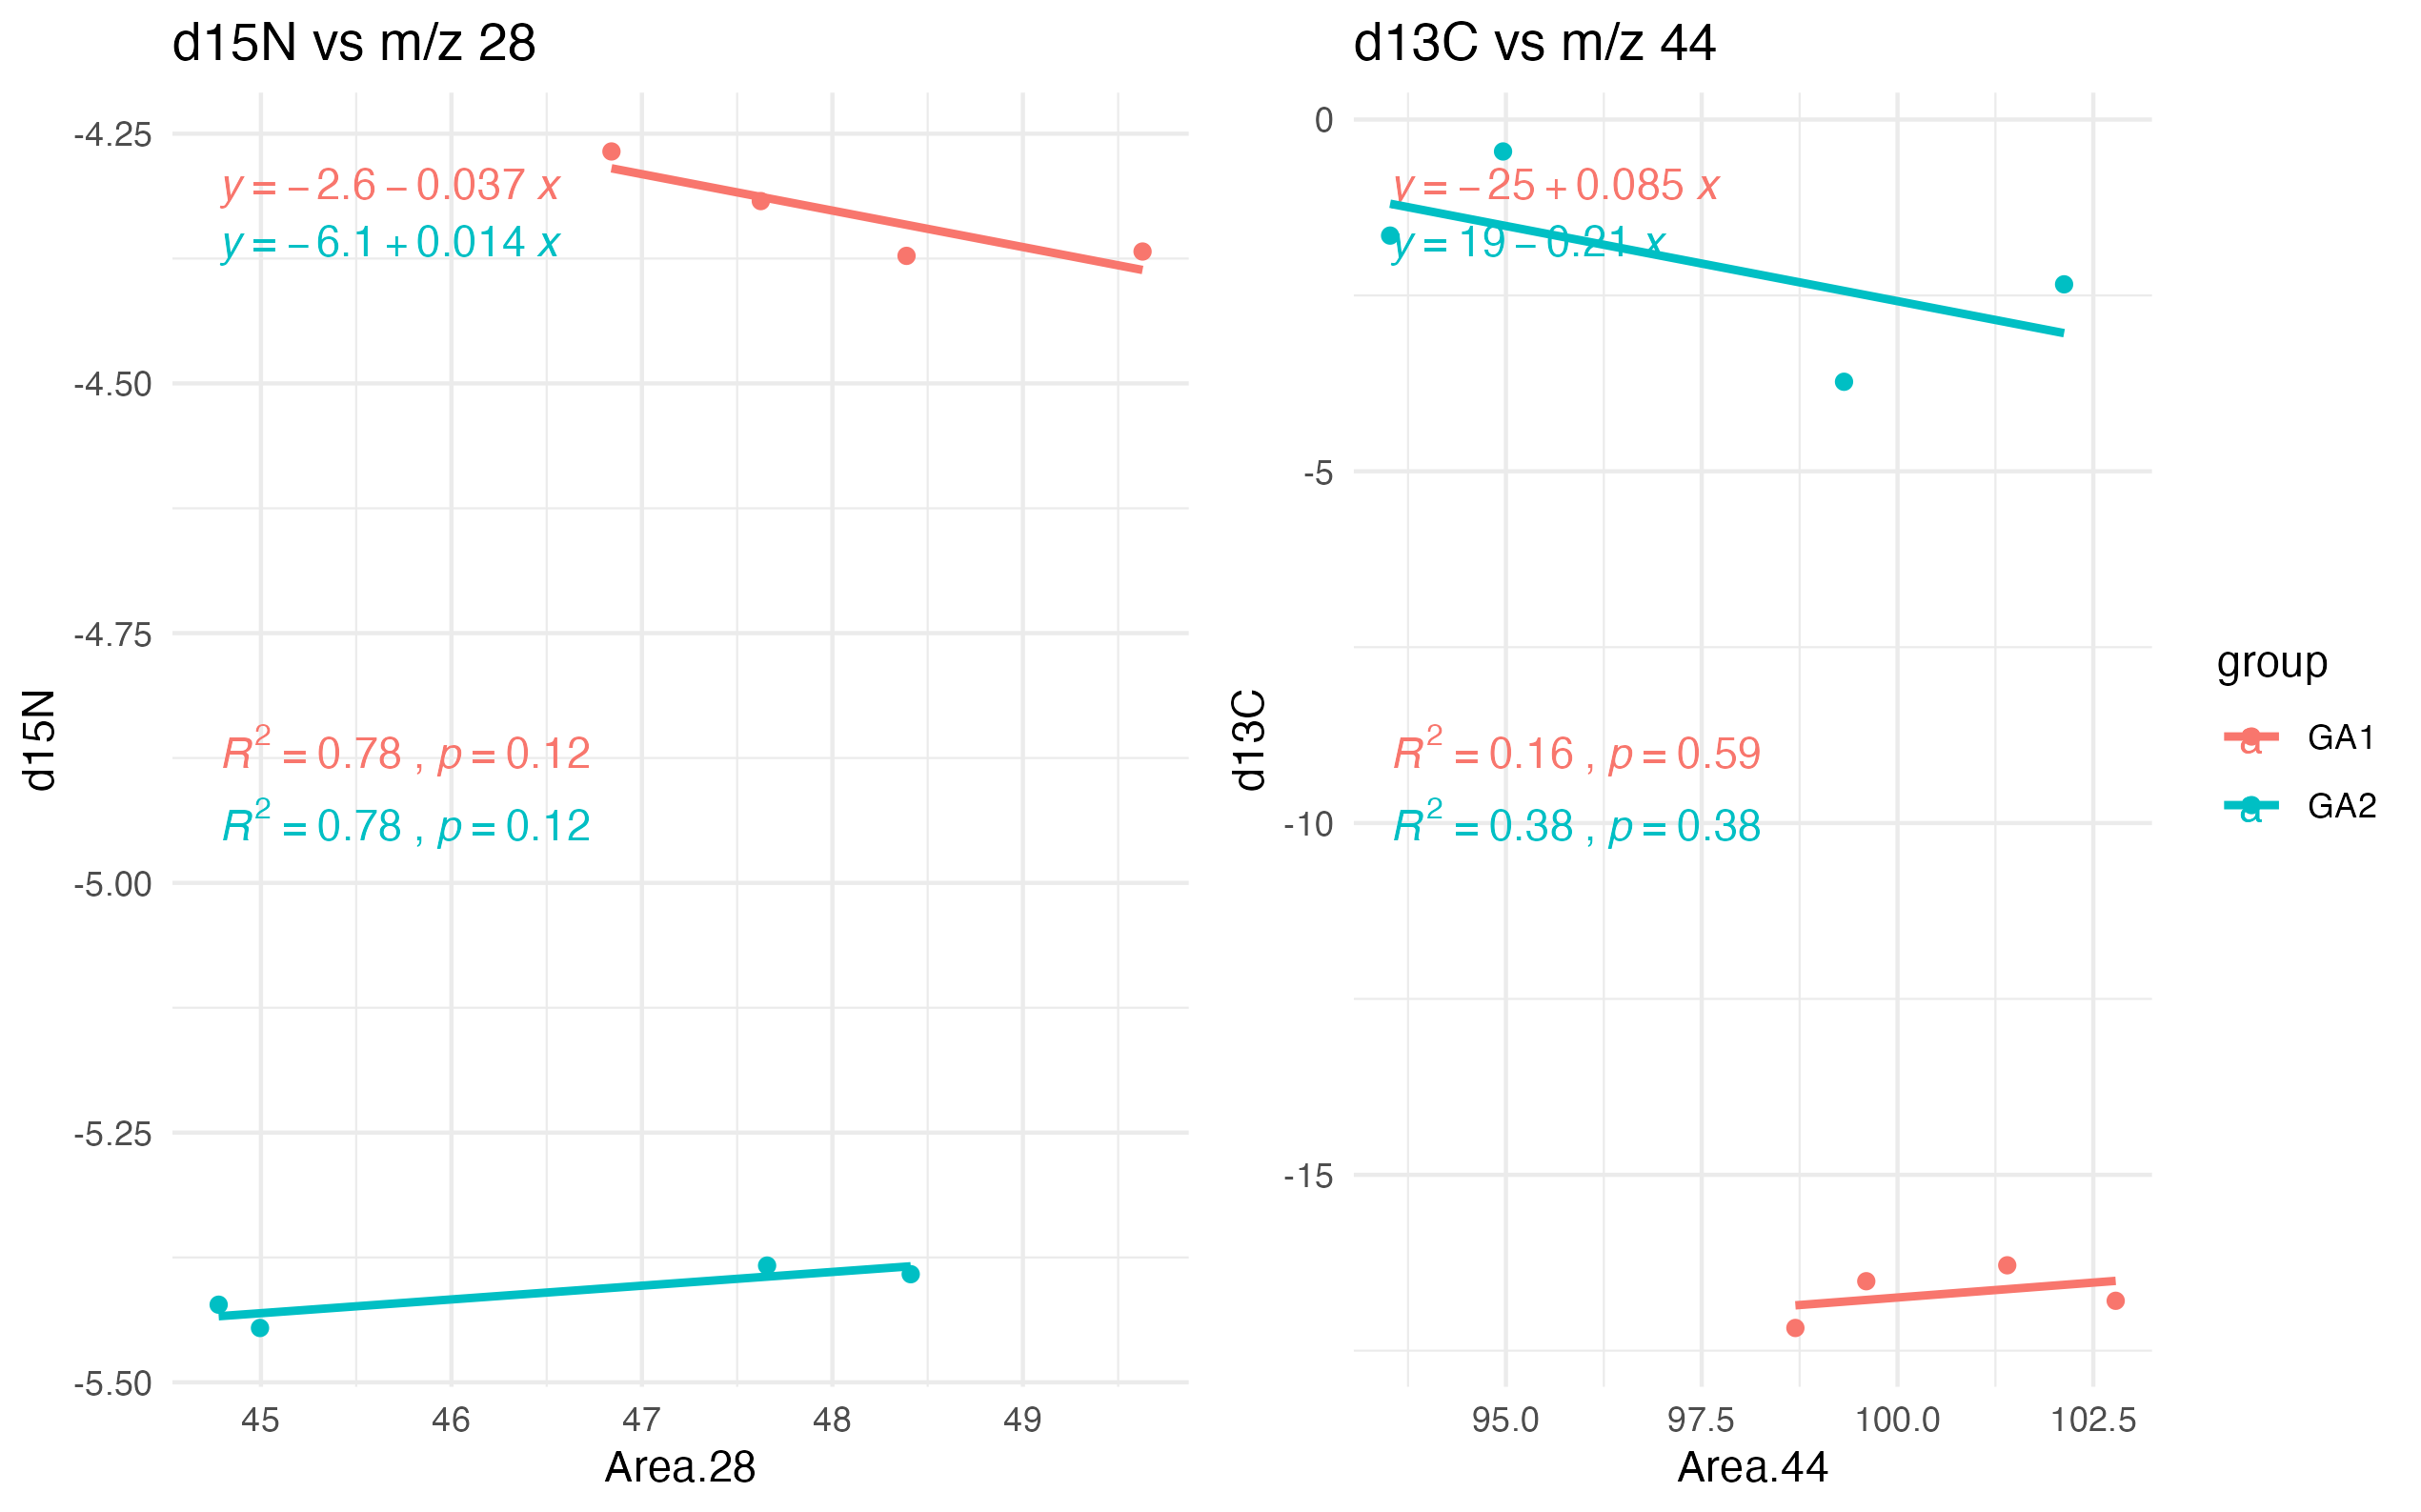 d15N vs m/z 28
-4.25
-4.50
-4.75
-5.00
-5.25
-5.50
d15N
y = − 2.6 − 0.037 x
y = − 6.1 + 0.014 x
R² = 0.78 , p = 0.12
R² = 0.78 , p = 0.12
45 46 47 48 49
Area.28
d13C vs m/z 44
0
-5
-10
-15
d13C
y = − 25 + 0.085 x
y = 19 − 0.21 x
R² = 0.16 , p = 0.59
R² = 0.38 , p = 0.38
95.0 97.5 100.0 102.5
Area.44
group
a GA1
a GA2